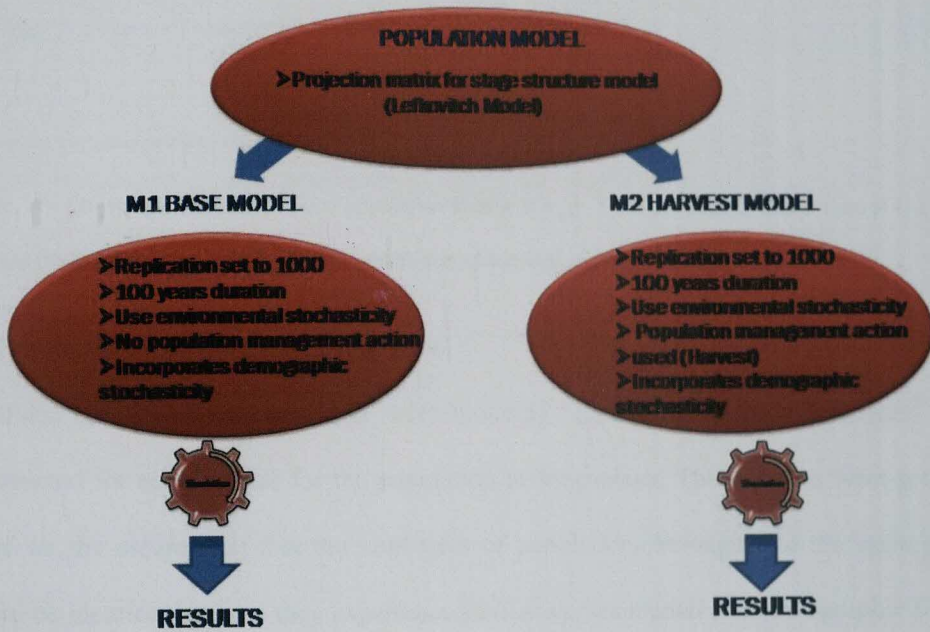 POPULATION MODEL
➤Projection matrix for stage structure model
(Lefkovitch Model)
M1 BASE MODEL
M2 HARVEST MODEL
➤Replication set to 1000
➤100 years duration
➤Use environmental stochasticity
➤No population management action
➤Incorporates demographic
stochasticity
➤Replication set to 1000
➤100 years duration
➤Use environmental stochasticity
➤ Population management action
➤used (Harvest)
➤Incorporates demographic
stochasticity
RESULTS
RESULTS